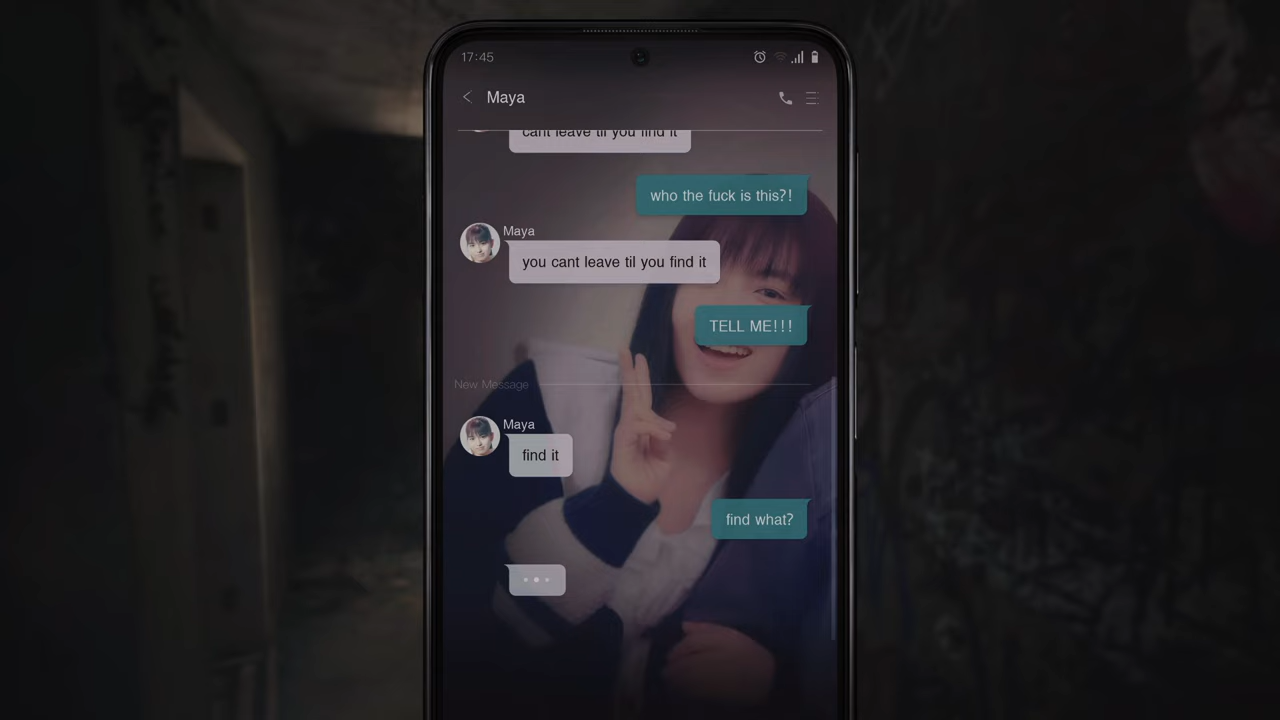 17:45
Maya
cant leave til you find it
who the fuck is this?!
Maya
you cant leave til you find it
TELL ME!!!
New Message
Maya
find it
find what?